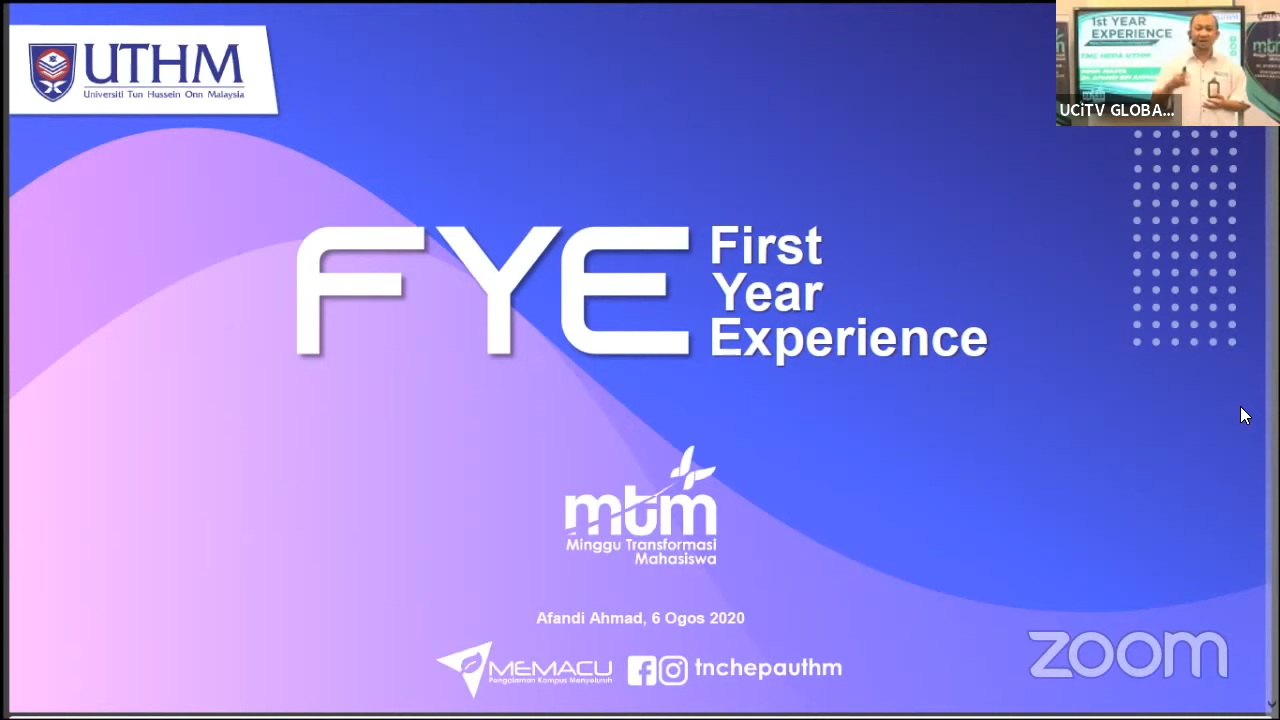 UTHM
Universiti Tun Hussein Onn Malaysia
1st YEAR
EXPERIENCE
UCiTV GLOBA...
FYE
First
Year
Experience
mtm
Minggu Transformasi
Mahasiswa
Afandi Ahmad, 6 Ogos 2020
MEMACU
Pengalaman Kampus Menyeluruh
tnchepauthm
zoom